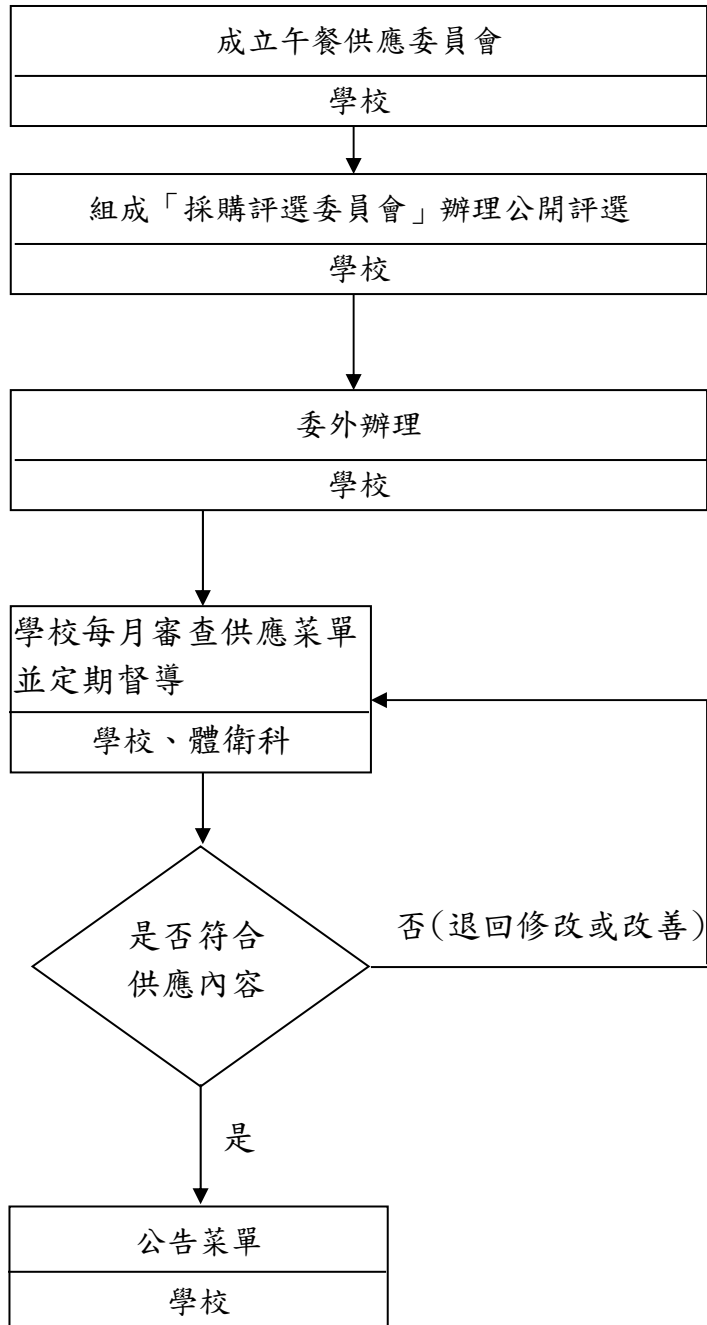 成立午餐供應委員會
學校
組成「採購評選委員會」辦理公開評選
學校
委外辦理
學校
學校每月審查供應菜單
並定期督導
學校、體衛科
是否符合
供應內容
否(退回修改或改善)
是
公告菜單
學校